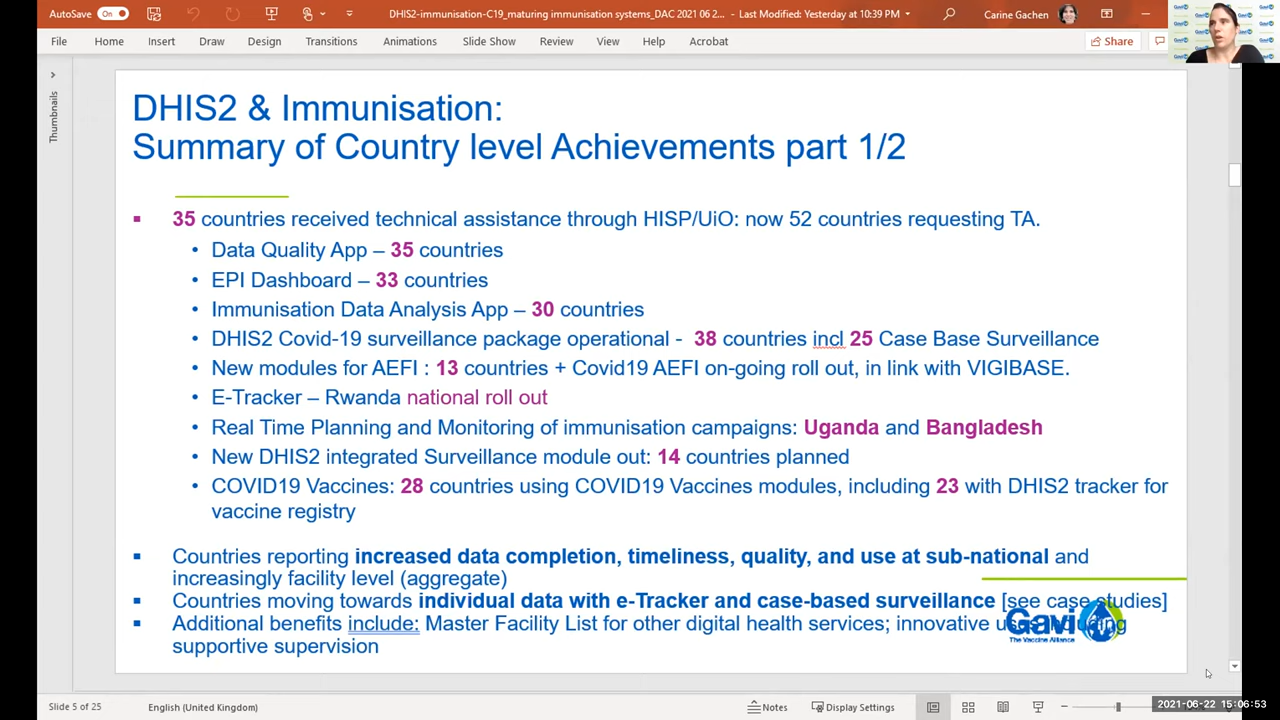 AutoSave On DHIS2-immunisation-C19_maturing immunisation systems_DAC 2021 06 2... - Last Modified: Yesterday at 10:39 PM Carine Gachen
File Home Insert Draw Design Transitions Animations Slide Show Review View Help Acrobat Share
Thumbnails
DHIS2 & Immunisation:
Summary of Country level Achievements part 1/2
▪ 35 countries received technical assistance through HISP/UiO: now 52 countries requesting TA.
• Data Quality App – 35 countries
• EPI Dashboard – 33 countries
• Immunisation Data Analysis App – 30 countries
• DHIS2 Covid-19 surveillance package operational - 38 countries incl 25 Case Base Surveillance
• New modules for AEFI : 13 countries + Covid19 AEFI on-going roll out, in link with VIGIBASE.
• E-Tracker – Rwanda national roll out
• Real Time Planning and Monitoring of immunisation campaigns: Uganda and Bangladesh
• New DHIS2 integrated Surveillance module out: 14 countries planned
• COVID19 Vaccines: 28 countries using COVID19 Vaccines modules, including 23 with DHIS2 tracker for
vaccine registry
▪ Countries reporting increased data completion, timeliness, quality, and use at sub-national and
increasingly facility level (aggregate)
▪ Countries moving towards individual data with e-Tracker and case-based surveillance [see case studies]
▪ Additional benefits include: Master Facility List for other digital health services; innovative uses including
supportive supervision
Gavi
The Vaccine Alliance
Slide 5 of 25 English (United Kingdom) Notes Display Settings
2021-06-22 15:06:53